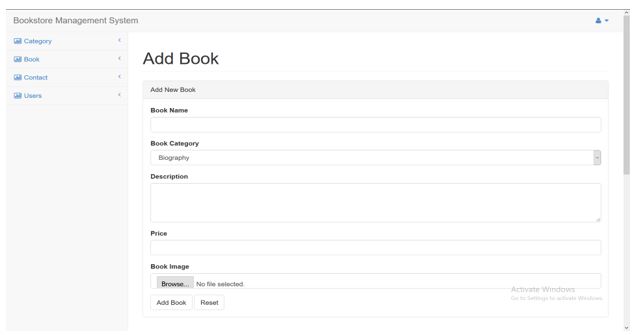 Bookstore Management System
Category
Book
Contact
Users
Add Book
Add New Book
Book Name
Book Category
Biography
Description
Price
Book Image
Browse... No file selected.
Add Book Reset
Activate Windows
Go to Settings to activate Windows.